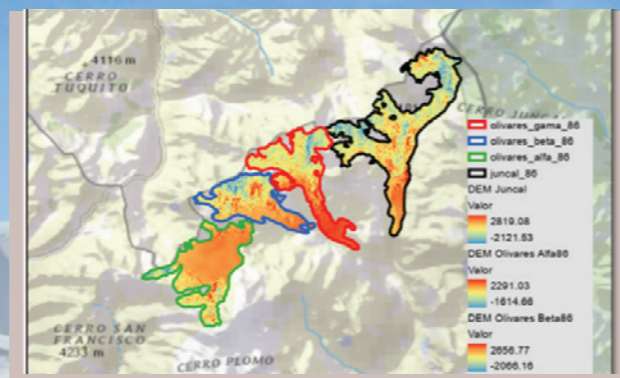 4116 m
CERRO
TUQUITO
CERRO JUNCAL
olivares_gama_86
olivares_beta_86
olivares_alfa_86
juncal_86
DEM Juncal
Valor
2819.08
-2121.53
DEM Olivares Alfa86
Valor
2291.03
-1614.66
DEM Olivares Beta86
Valor
2656.77
-2066.16
CERRO SAN
FRANCISCO
4233 m
CERRO PLOMO